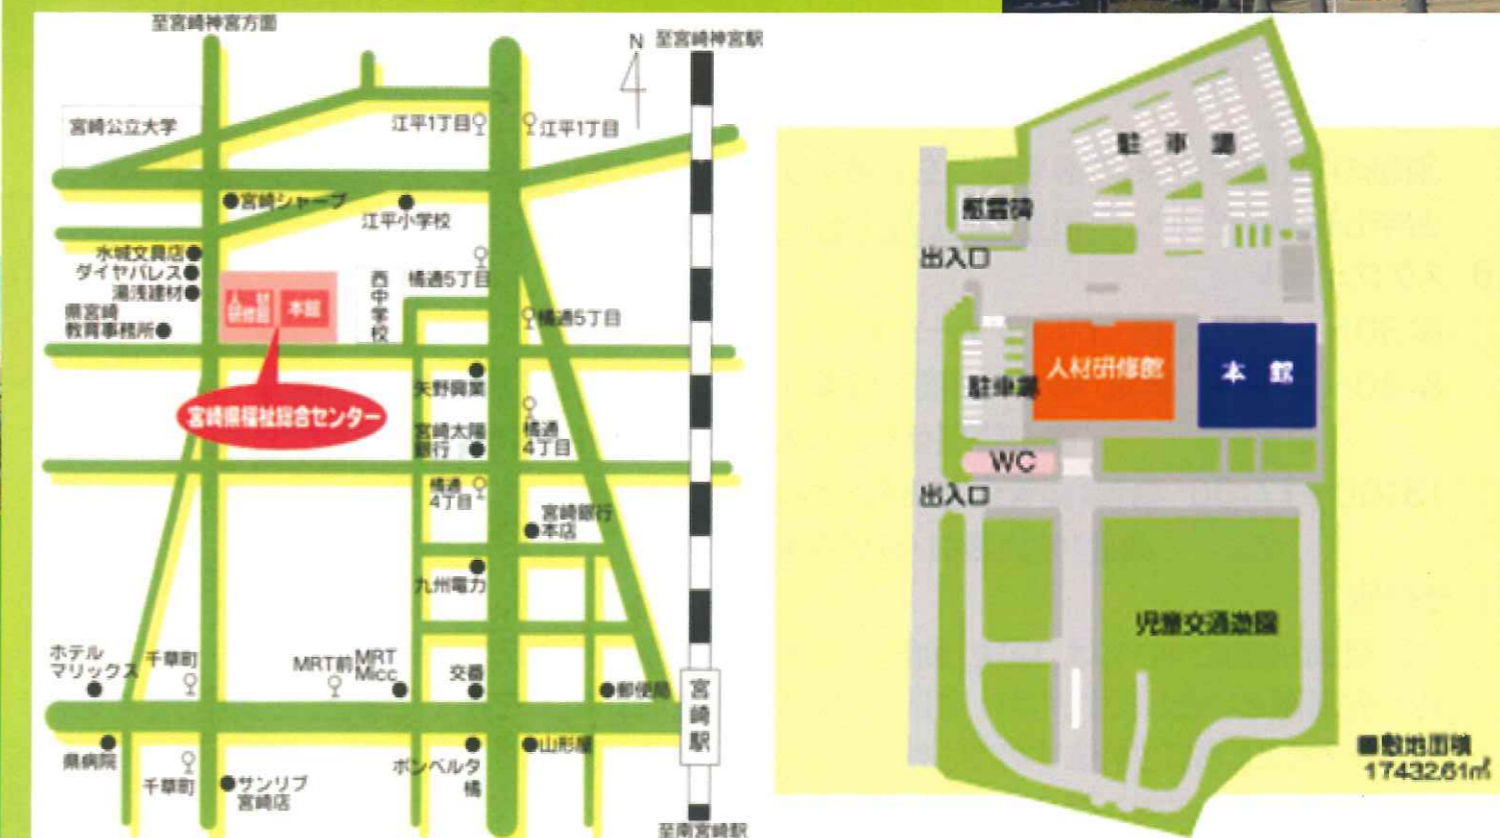 至宮崎神宮方面
N
至宮崎神宮駅
宮崎公立大学
江平1丁目
江平1丁目
宮崎シャープ
江平小学校
水城文具店
ダイヤパレス
湯浅建材
県宮崎
教育事務所
人材
研修館
本館
西中学校
橘通5丁目
橘通5丁目
宮崎県福祉総合センター
矢野興業
宮崎太陽
銀行
橘通
4丁目
橘通
4丁目
宮崎銀行
本店
九州電力
ホテル
マリックス
千草町
MRT前
MRT
Micc
交番
郵便局
宮崎駅
県病院
千草町
サンリブ
宮崎店
ボンベルタ
橘
山形屋
至南宮崎駅
駐車場
慰霊碑
出入口
人材研修館
本館
駐車場
WC
出入口
児童交通遊園
■敷地面積
17432.61㎡